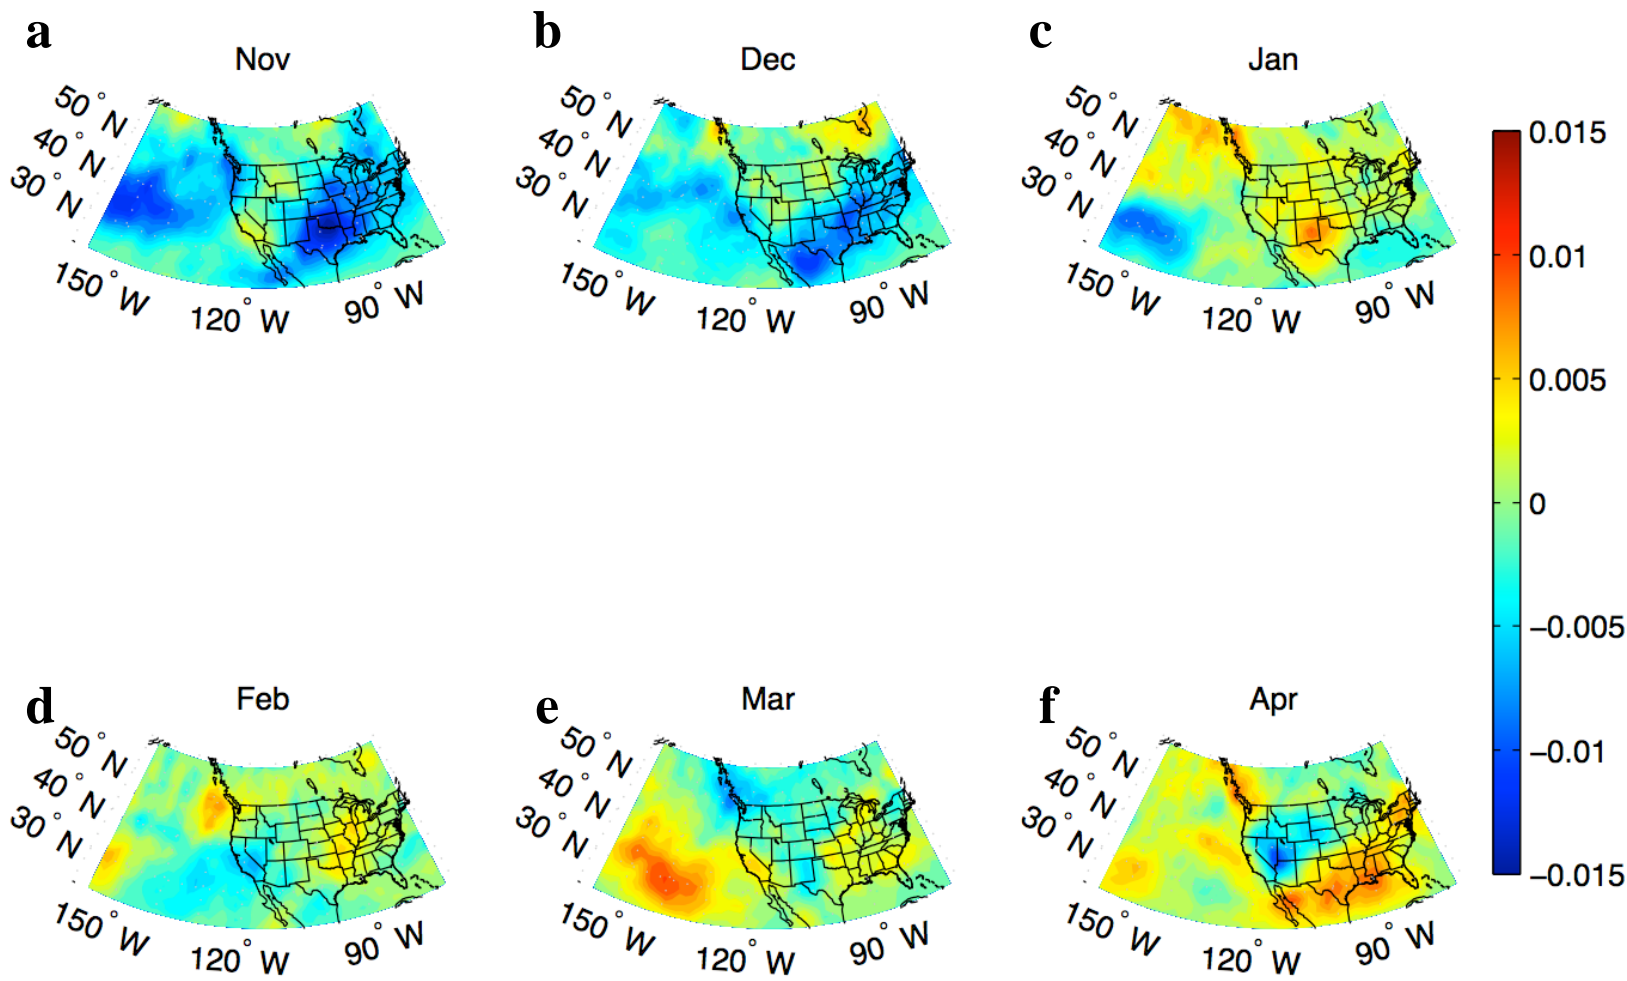 a
Nov
50° N
40° N
30° N
150° W
120° W
90° W
b
Dec
50° N
40° N
30° N
150° W
120° W
90° W
c
Jan
50° N
40° N
30° N
150° W
120° W
90° W
0.015
0.01
0.005
0
−0.005
−0.01
−0.015
d
Feb
50° N
40° N
30° N
150° W
120° W
90° W
e
Mar
50° N
40° N
30° N
150° W
120° W
90° W
f
Apr
50° N
40° N
30° N
150° W
120° W
90° W